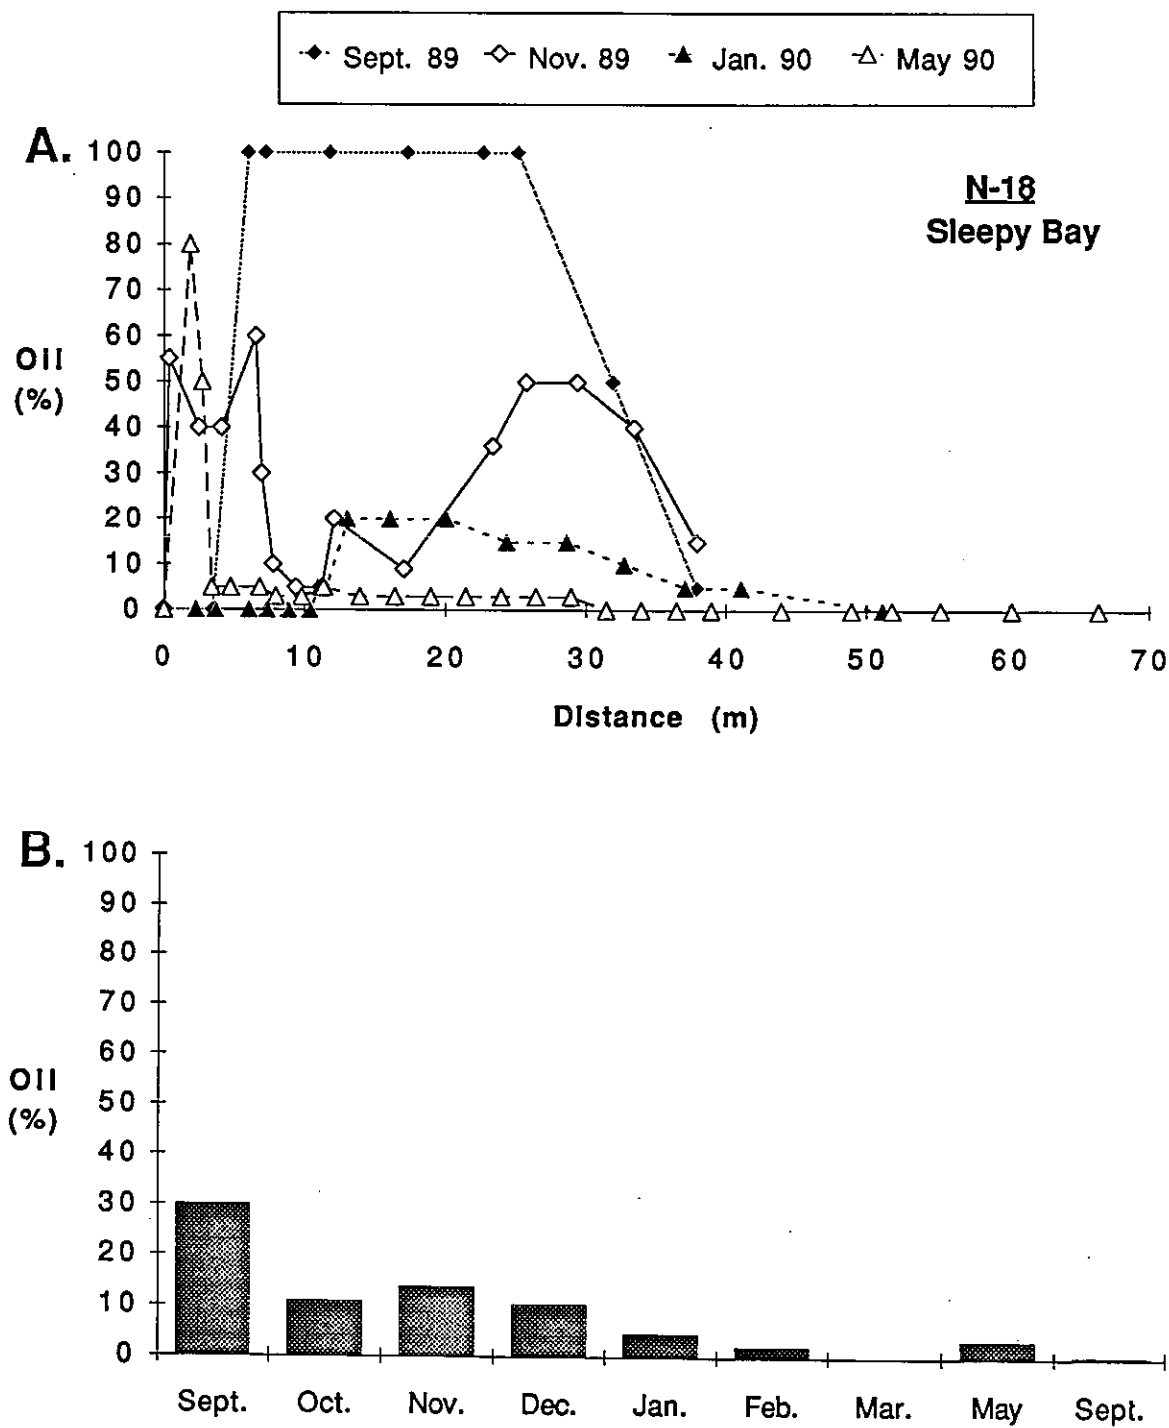 Sept. 89 Nov. 89 Jan. 90 May 90
A.
100
90
80
70
60
50
40
30
20
10
0
OIl
(%)
N-18
Sleepy Bay
0 10 20 30 40 50 60 70
Distance (m)
B.
100
90
80
70
60
50
40
30
20
10
0
OIl
(%)
Sept. Oct. Nov. Dec. Jan. Feb. Mar. May Sept.